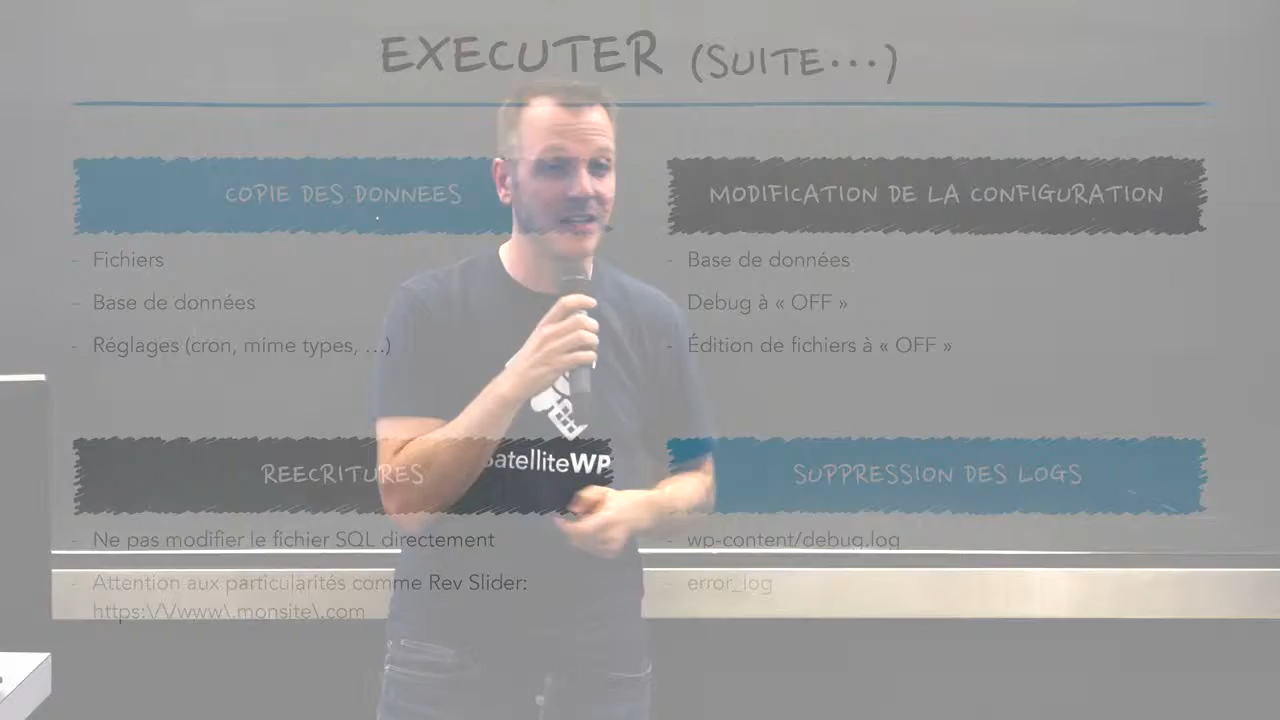 EXECUTER (SUITE...)
COPIE DES DONNEES
- Fichiers
- Base de données
- Réglages (cron, mime types, ...)
MODIFICATION DE LA CONFIGURATION
- Base de données
- Debug à « OFF »
- Édition de fichiers à « OFF »
SatelliteWP
REECRITURES
- Ne pas modifier le fichier SQL directement
- Attention aux particularités comme Rev Slider:
https:\/\/www\.monsite\.com
SUPPRESSION DES LOGS
- wp-content/debug.log
- error_log